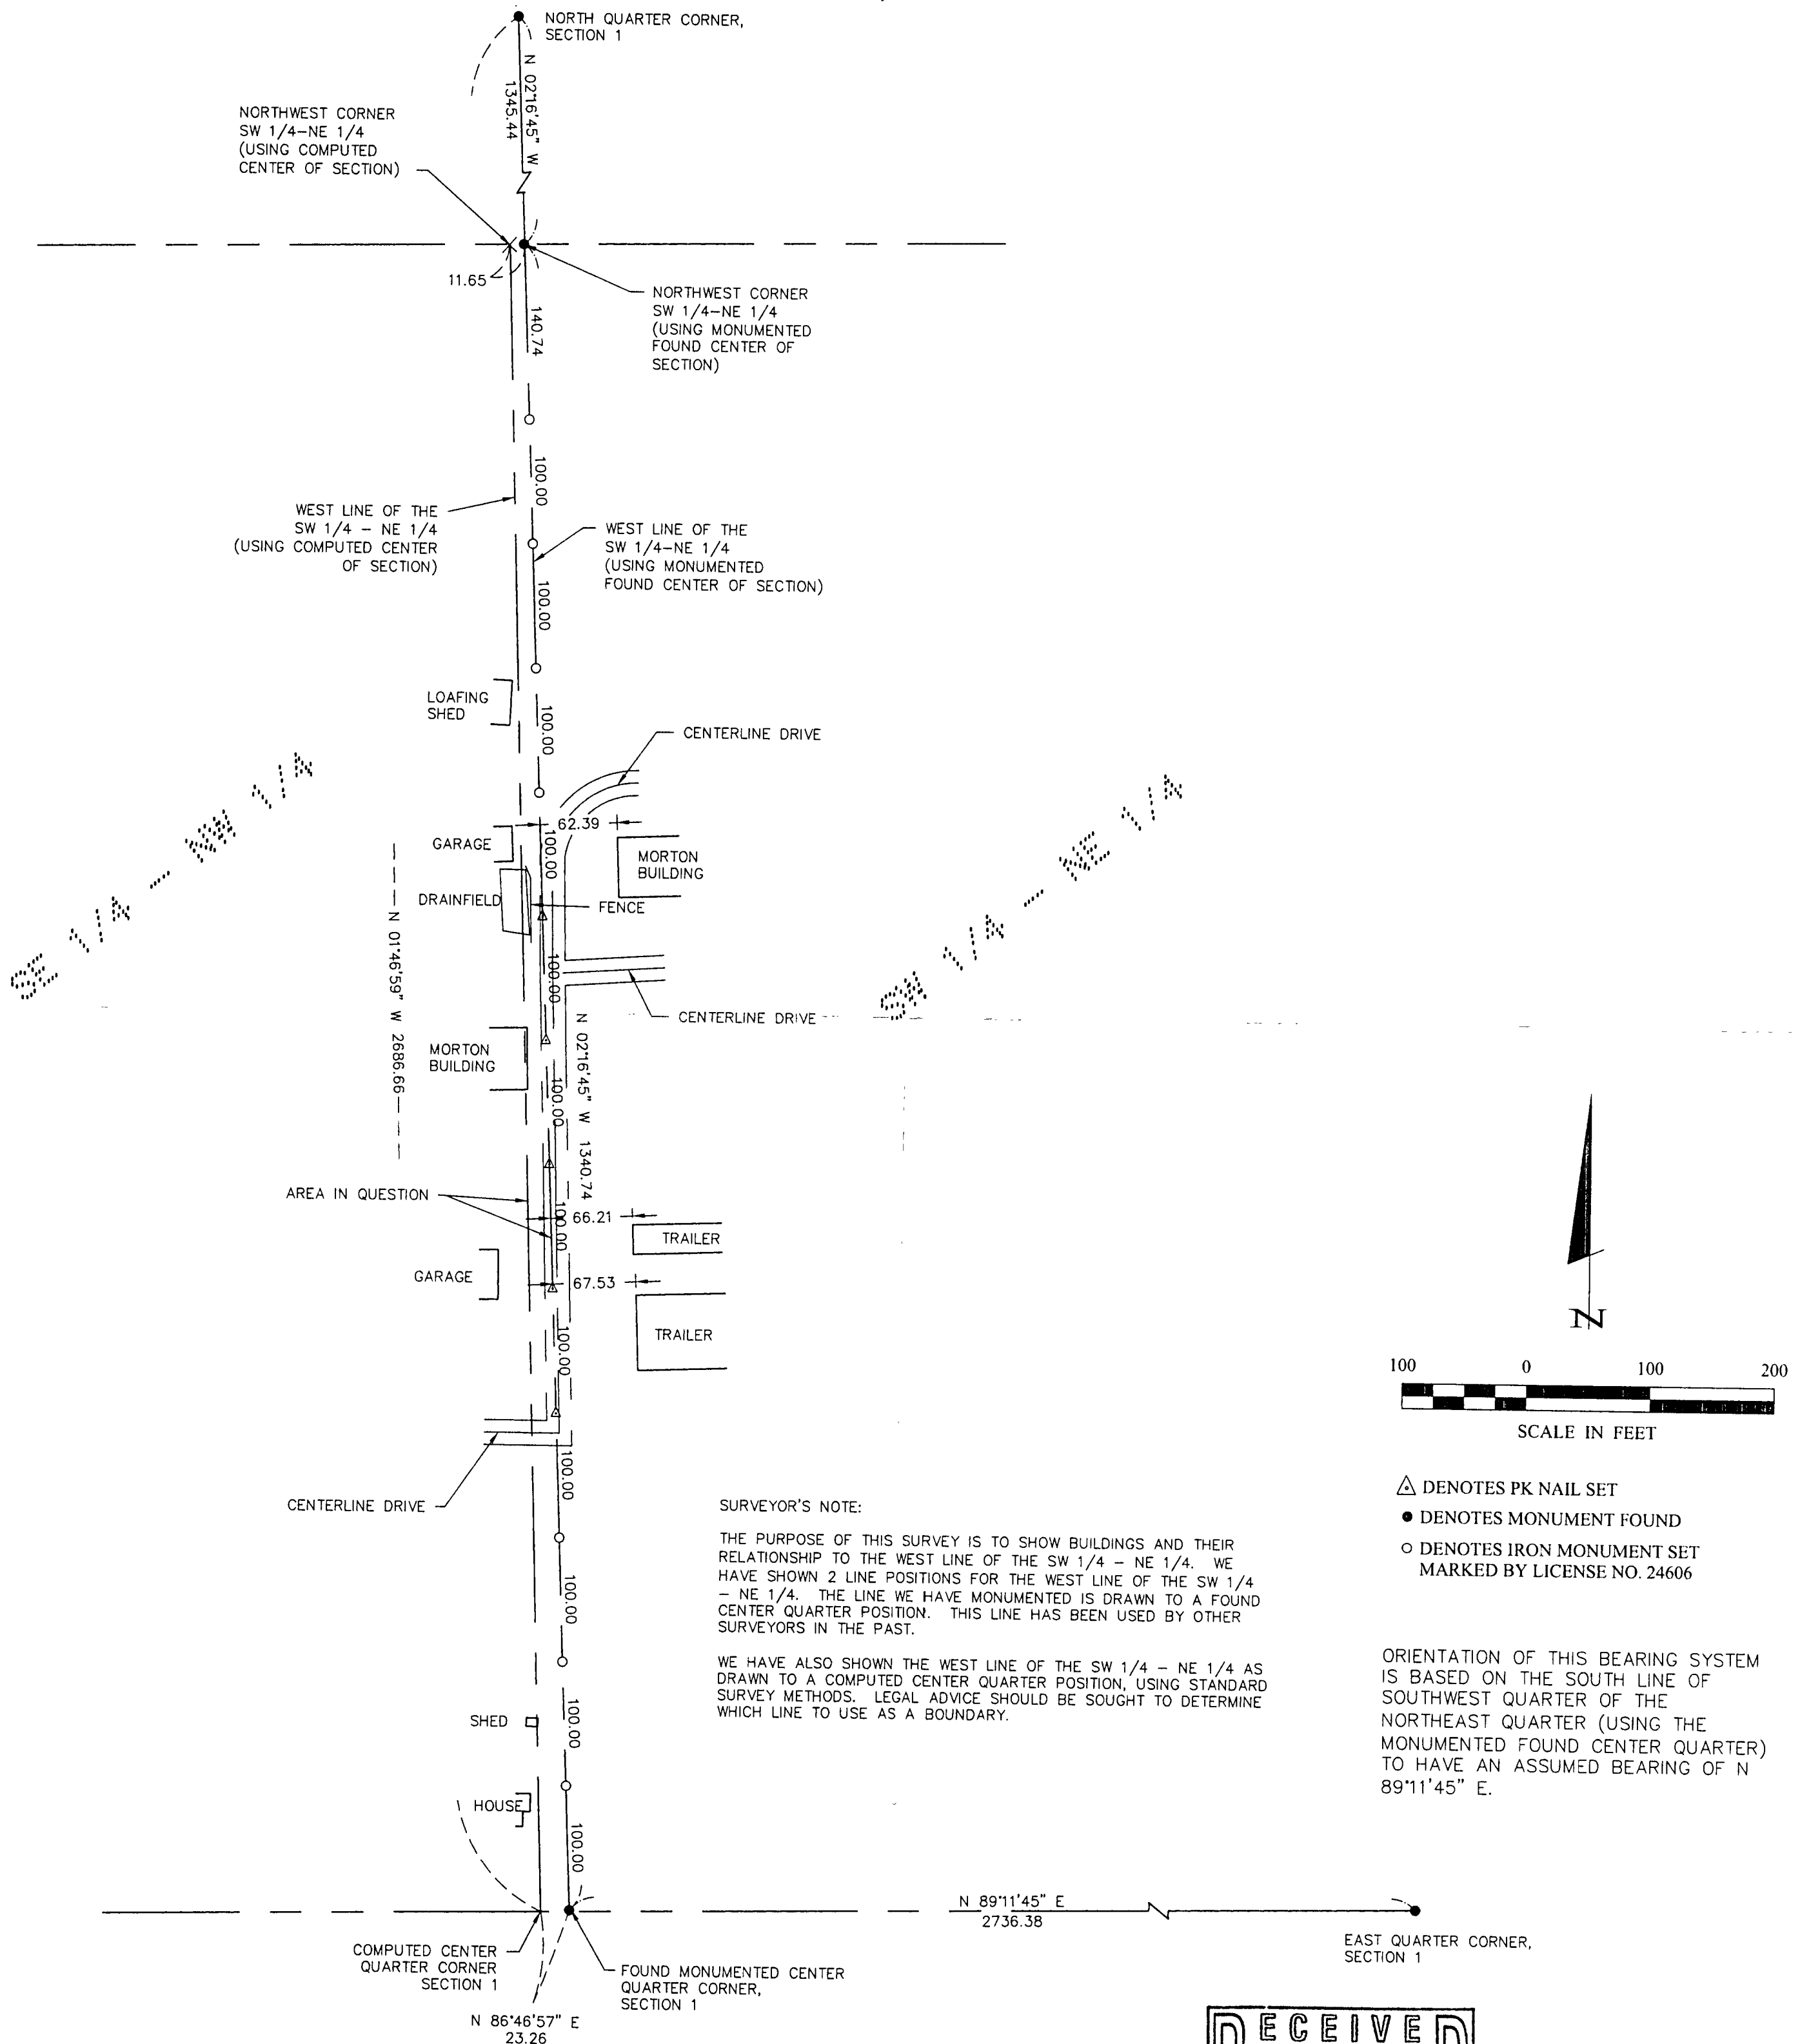 NORTH QUARTER CORNER,
SECTION 1
N 02°16'45" W
1345.44
NORTHWEST CORNER
SW 1/4-NE 1/4
(USING COMPUTED
CENTER OF SECTION)
11.65
NORTHWEST CORNER
SW 1/4-NE 1/4
(USING MONUMENTED
FOUND CENTER OF
SECTION)
140.74
100.00
WEST LINE OF THE
SW 1/4 - NE 1/4
(USING COMPUTED CENTER
OF SECTION)
WEST LINE OF THE
SW 1/4-NE 1/4
(USING MONUMENTED
FOUND CENTER OF SECTION)
100.00
LOAFING
SHED
100.00
CENTERLINE DRIVE
62.39
GARAGE
100.00
MORTON
BUILDING
DRAINFIELD
FENCE
SE 1/4 - NW 1/4
SW 1/4 - NE 1/4
N 01°46'59" W 2686.66
100.00
CENTERLINE DRIVE
MORTON
BUILDING
N 02°16'45" W 1340.74
100.00
AREA IN QUESTION
100.00
66.21
TRAILER
GARAGE
67.53
TRAILER
100.00
N
100 0 100 200
SCALE IN FEET
100.00
CENTERLINE DRIVE
△ DENOTES PK NAIL SET
● DENOTES MONUMENT FOUND
○ DENOTES IRON MONUMENT SET
MARKED BY LICENSE NO. 24606
SURVEYOR'S NOTE:
THE PURPOSE OF THIS SURVEY IS TO SHOW BUILDINGS AND THEIR
RELATIONSHIP TO THE WEST LINE OF THE SW 1/4 - NE 1/4. WE
HAVE SHOWN 2 LINE POSITIONS FOR THE WEST LINE OF THE SW 1/4
- NE 1/4. THE LINE WE HAVE MONUMENTED IS DRAWN TO A FOUND
CENTER QUARTER POSITION. THIS LINE HAS BEEN USED BY OTHER
SURVEYORS IN THE PAST.
WE HAVE ALSO SHOWN THE WEST LINE OF THE SW 1/4 - NE 1/4 AS
DRAWN TO A COMPUTED CENTER QUARTER POSITION, USING STANDARD
SURVEY METHODS. LEGAL ADVICE SHOULD BE SOUGHT TO DETERMINE
WHICH LINE TO USE AS A BOUNDARY.
ORIENTATION OF THIS BEARING SYSTEM
IS BASED ON THE SOUTH LINE OF
SOUTHWEST QUARTER OF THE
NORTHEAST QUARTER (USING THE
MONUMENTED FOUND CENTER QUARTER)
TO HAVE AN ASSUMED BEARING OF N
89°11'45" E.
100.00
100.00
SHED
HOUSE
100.00
N 89°11'45" E
2736.38
EAST QUARTER CORNER,
SECTION 1
COMPUTED CENTER
QUARTER CORNER
SECTION 1
FOUND MONUMENTED CENTER
QUARTER CORNER,
SECTION 1
N 86°46'57" E
23.26
DECEIVED